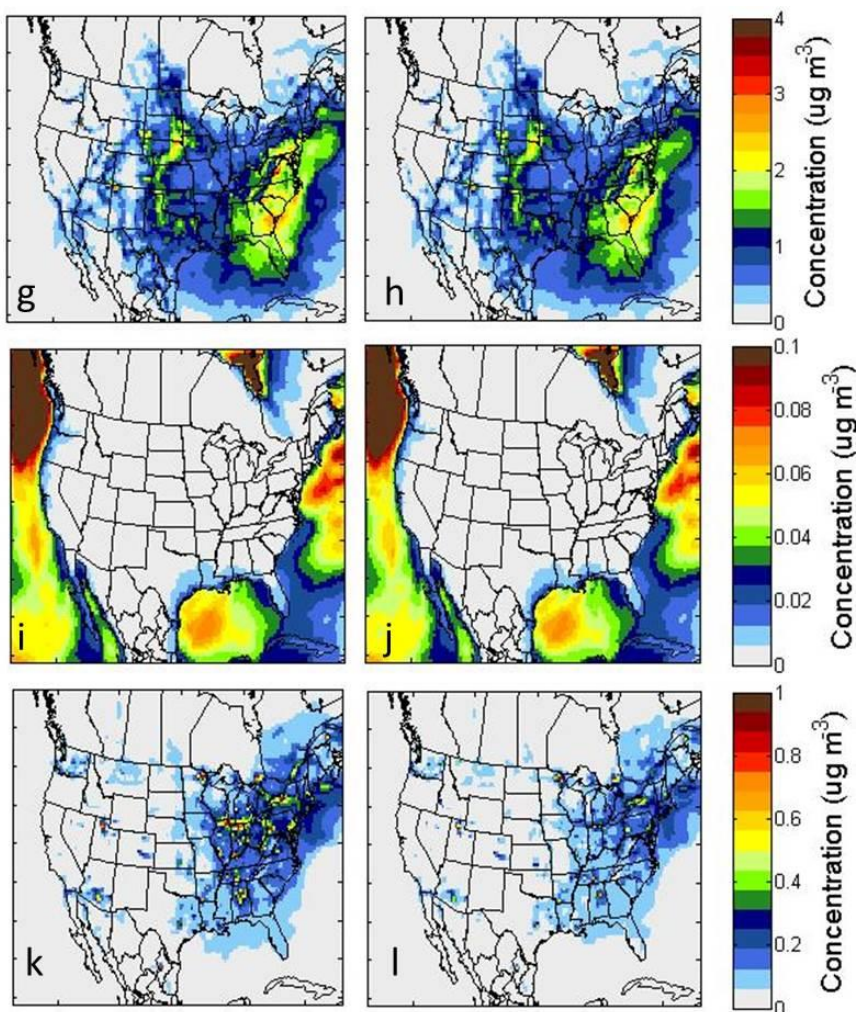 4
3
2
1
0
Concentration (ug m⁻³)
g
h
0.1
0.08
0.06
0.04
0.02
0
Concentration (ug m⁻³)
i
j
1
0.8
0.6
0.4
0.2
0
Concentration (ug m⁻³)
k
l